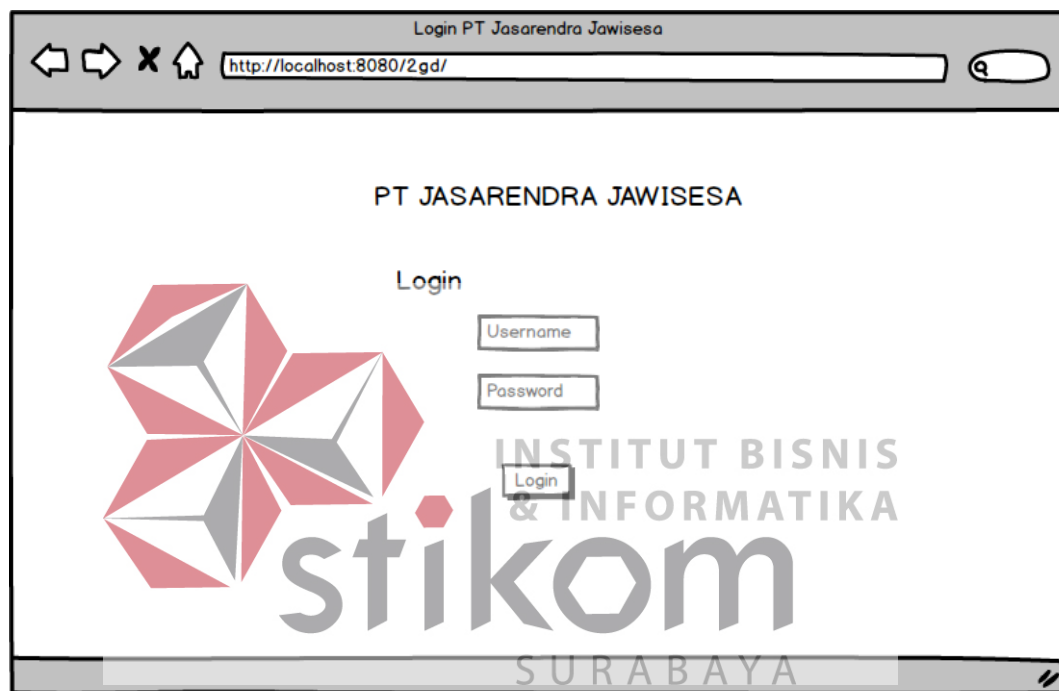 Login PT Jasarendra Jawisesa
http://localhost:8080/2gd/
PT JASARENDRA JAWISESA
Login
Username
Password
Login
INSTITUT BISNIS
& INFORMATIKA
stikom
SURABAYA